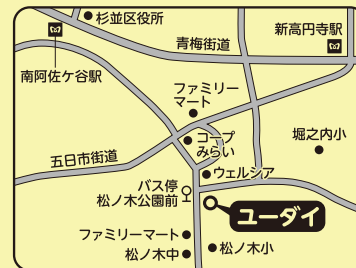 杉並区役所
新高円寺駅
青梅街道
南阿佐ケ谷駅
ファミリー
マート
コープ
みらい
堀之内小
五日市街道
ウェルシア
バス停
松ノ木公園前
ユーダイ
ファミリーマート
松ノ木小
松ノ木中